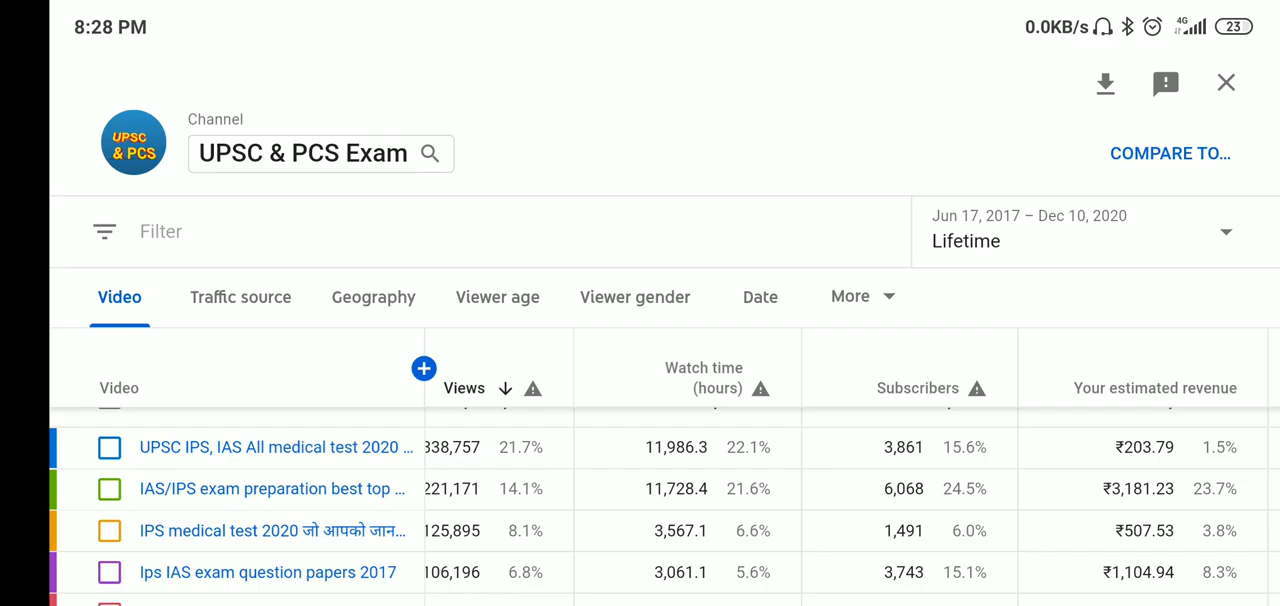 8:28 PM
0.0KB/s 4G 23
Channel
UPSC & PCS
UPSC & PCS Exam
COMPARE TO...
Filter
Jun 17, 2017 – Dec 10, 2020
Lifetime
Video Traffic source Geography Viewer age Viewer gender Date More
Video Views Watch time (hours) Subscribers Your estimated revenue
UPSC IPS, IAS All medical test 2020 ... 338,757 21.7% 11,986.3 22.1% 3,861 15.6% ₹203.79 1.5%
IAS/IPS exam preparation best top ... 221,171 14.1% 11,728.4 21.6% 6,068 24.5% ₹3,181.23 23.7%
IPS medical test 2020 जो आपको जान... 125,895 8.1% 3,567.1 6.6% 1,491 6.0% ₹507.53 3.8%
Ips IAS exam question papers 2017 106,196 6.8% 3,061.1 5.6% 3,743 15.1% ₹1,104.94 8.3%